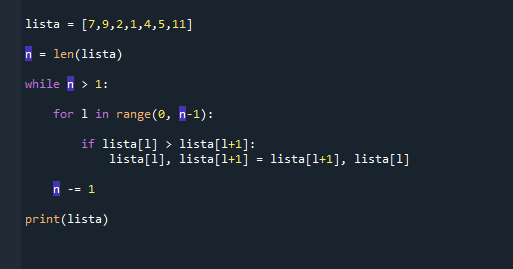 lista = [7,9,2,1,4,5,11]
n = len(lista)
while n > 1:
    for l in range(0, n-1):
        if lista[l] > lista[l+1]:
            lista[l], lista[l+1] = lista[l+1], lista[l]
    n -= 1
print(lista)